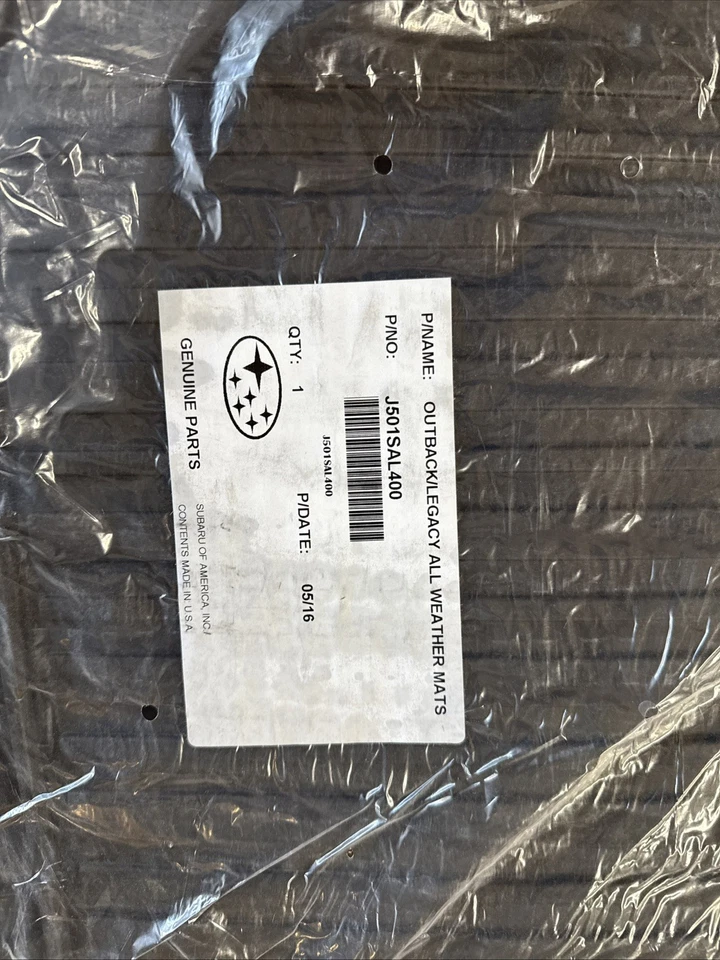 P/NAME: OUTBACK/LEGACY ALL WEATHER MATS
P/NO: J501SAL400
J501SAL400
QTY: 1 P/DATE: 05/16
GENUINE PARTS
SUBARU OF AMERICA, INC./
CONTENTS MADE IN: U.S.A.